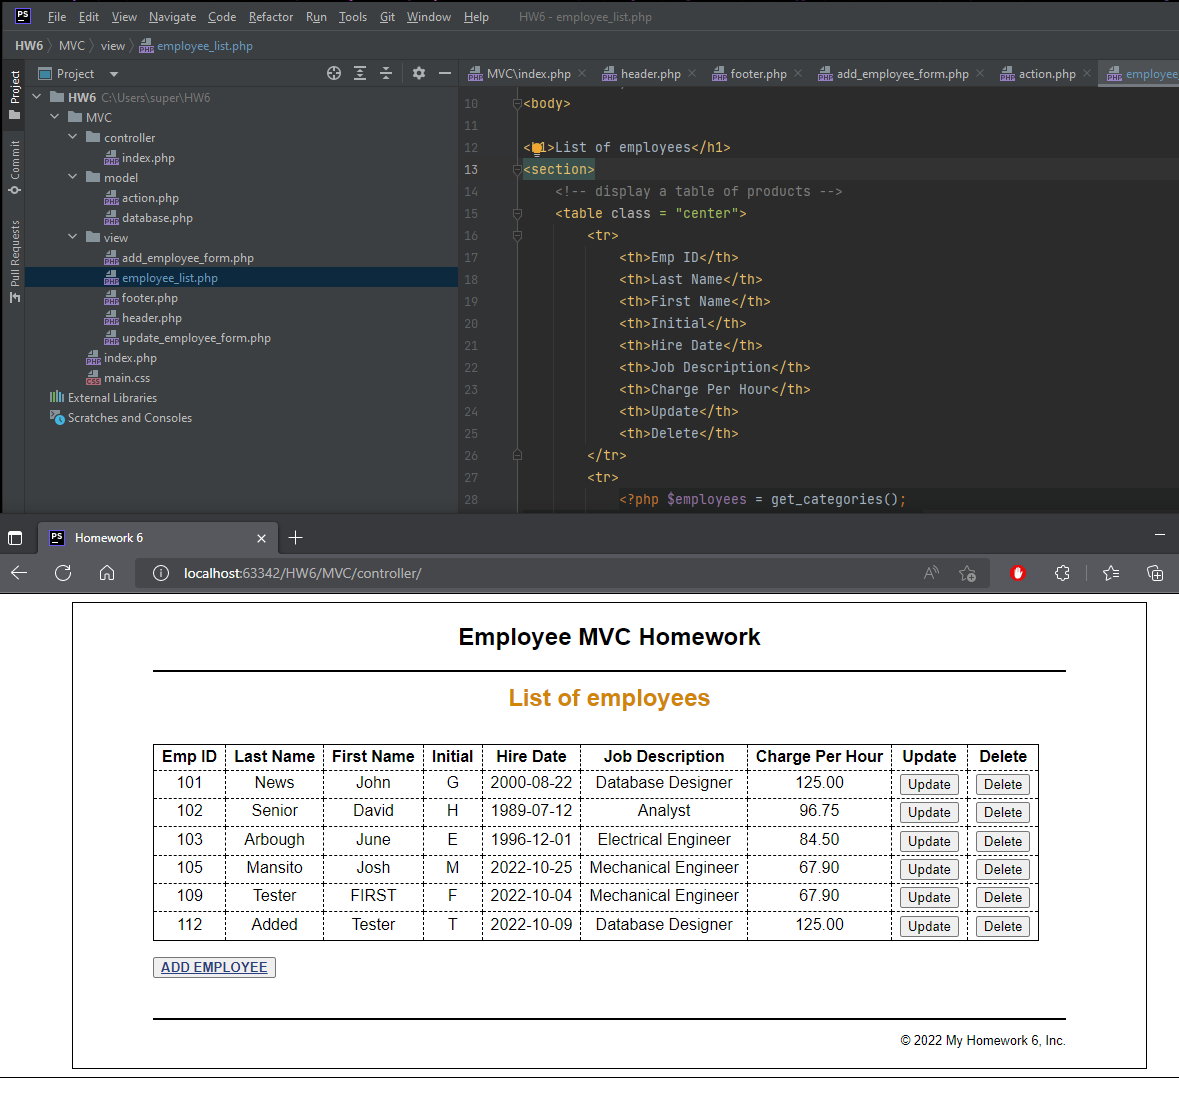 PS File Edit View Navigate Code Refactor Run Tools Git Window Help HW6 - employee_list.php
HW6 MVC view employee_list.php
Project
MVC\index.php header.php footer.php add_employee_form.php action.php employee
Project
Commit
Pull Requests
HW6 C:\Users\super\HW6
MVC
controller
index.php
model
action.php
database.php
view
add_employee_form.php
employee_list.php
footer.php
header.php
update_employee_form.php
index.php
main.css
External Libraries
Scratches and Consoles
10 <body>
11
12 <h1>List of employees</h1>
13 <section>
14 <!-- display a table of products -->
15 <table class = "center">
16 <tr>
17 <th>Emp ID</th>
18 <th>Last Name</th>
19 <th>First Name</th>
20 <th>Initial</th>
21 <th>Hire Date</th>
22 <th>Job Description</th>
23 <th>Charge Per Hour</th>
24 <th>Update</th>
25 <th>Delete</th>
26 </tr>
27 <tr>
28 <?php $employees = get_categories();
PS Homework 6
localhost:63342/HW6/MVC/controller/
Employee MVC Homework
List of employees
Emp ID Last Name First Name Initial Hire Date Job Description Charge Per Hour Update Delete
101 News John G 2000-08-22 Database Designer 125.00 Update Delete
102 Senior David H 1989-07-12 Analyst 96.75 Update Delete
103 Arbough June E 1996-12-01 Electrical Engineer 84.50 Update Delete
105 Mansito Josh M 2022-10-25 Mechanical Engineer 67.90 Update Delete
109 Tester FIRST F 2022-10-04 Mechanical Engineer 67.90 Update Delete
112 Added Tester T 2022-10-09 Database Designer 125.00 Update Delete
ADD EMPLOYEE
© 2022 My Homework 6, Inc.